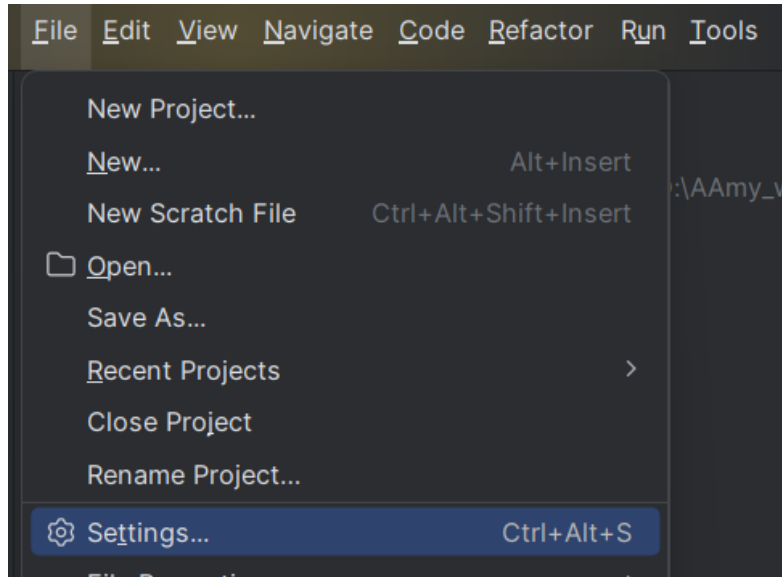 File Edit View Navigate Code Refactor Run Tools
New Project...
New... Alt+Insert
:\AAmy_w
New Scratch File Ctrl+Alt+Shift+Insert
Open...
Save As...
Recent Projects
Close Project
Rename Project...
Settings... Ctrl+Alt+S